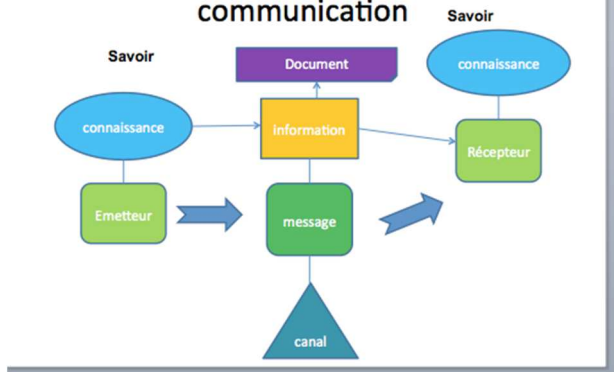 communication
Savoir
Savoir
Document
connaissance
connaissance
information
Récepteur
Emetteur
message
canal